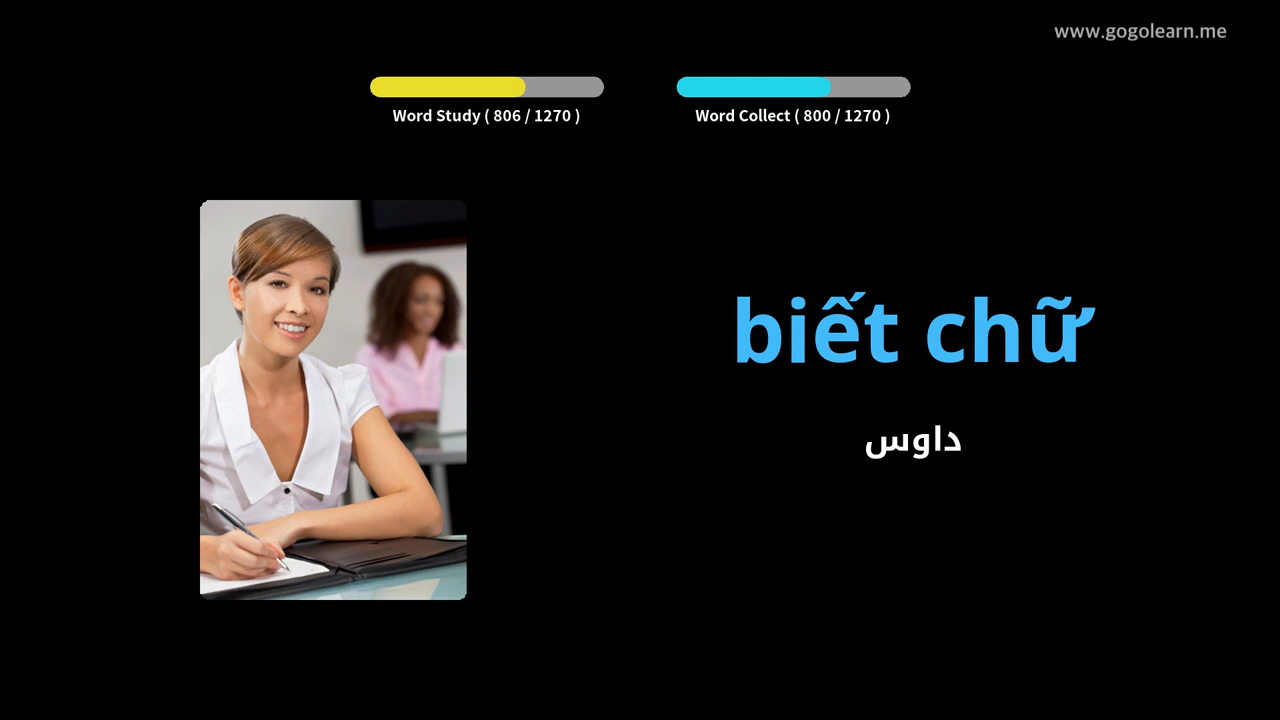 www.gogolearn.me
Word Study ( 806 / 1270 )
Word Collect ( 800 / 1270 )
biết chữ
داوس